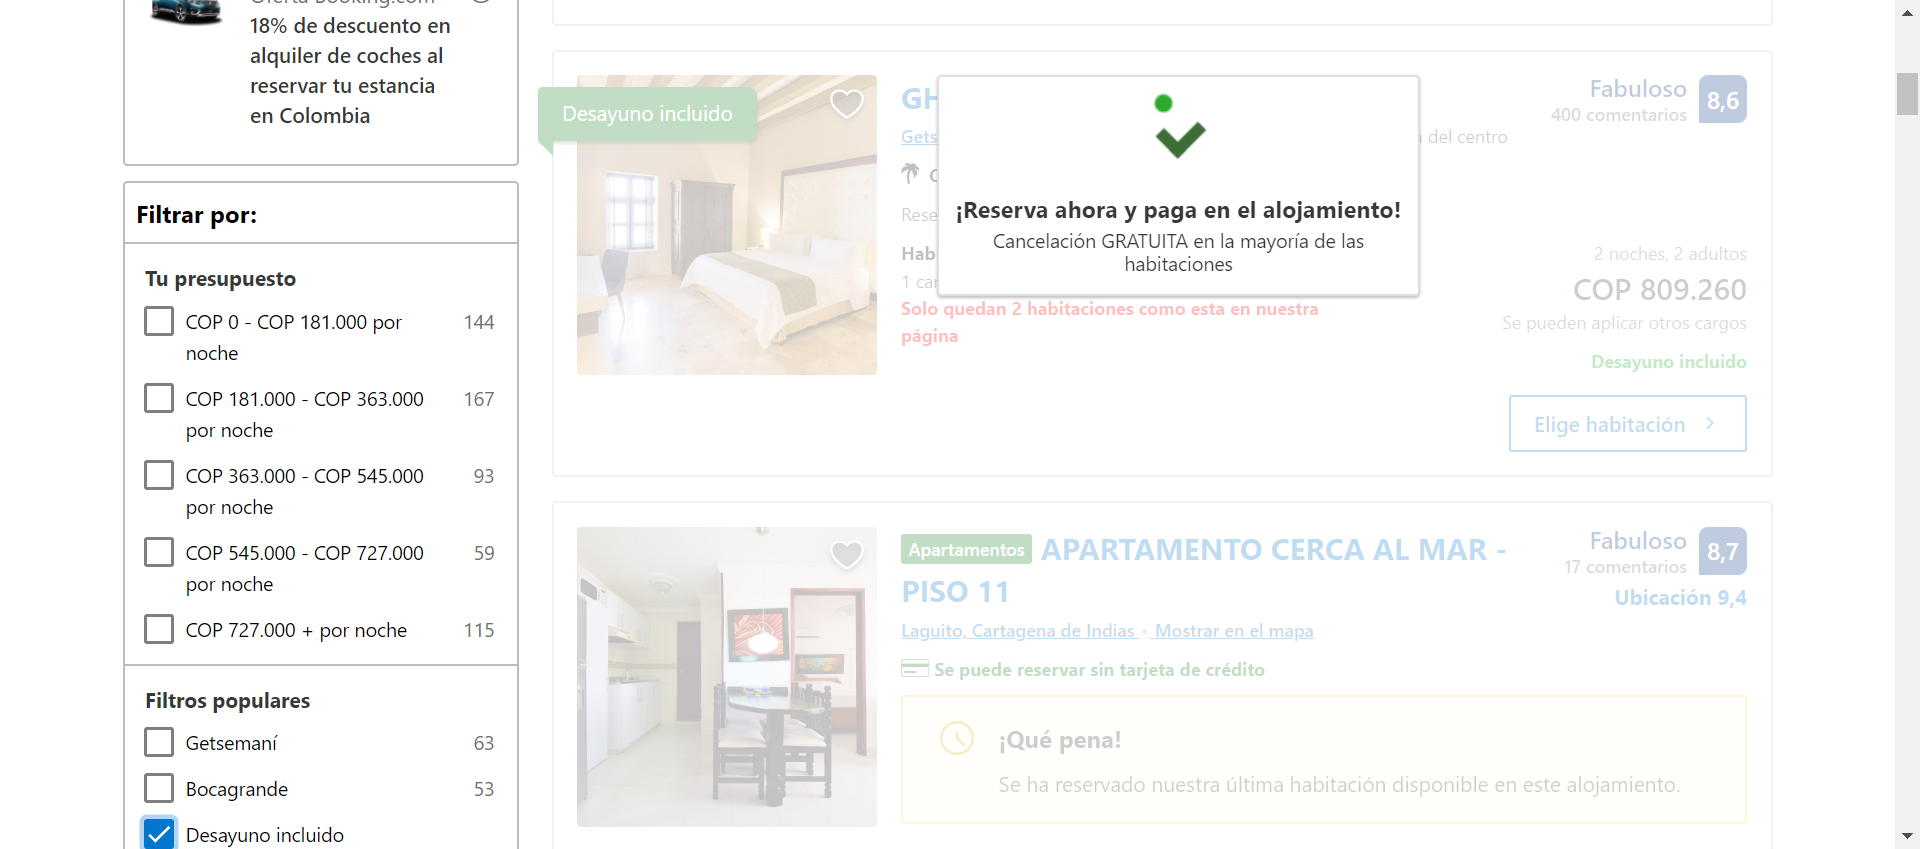 18% de descuento en
alquiler de coches al
reservar tu estancia
en Colombia
Filtrar por:
Tu presupuesto
COP 0 - COP 181.000 por
noche
144
COP 181.000 - COP 363.000
por noche
167
COP 363.000 - COP 545.000
por noche
93
COP 545.000 - COP 727.000
por noche
59
COP 727.000 + por noche
115
Filtros populares
Getsemaní
63
Bocagrande
53
Desayuno incluido
Desayuno incluido
GH
Gets
del centro
Rese
Hab
Solo quedan 2 habitaciones como esta en nuestra
página
¡Reserva ahora y paga en el alojamiento!
Cancelación GRATUITA en la mayoría de las
habitaciones
Fabuloso
400 comentarios
8,6
2 noches, 2 adultos
COP 809.260
Se pueden aplicar otros cargos
Desayuno incluido
Elige habitación
Apartamentos APARTAMENTO CERCA AL MAR -
PISO 11
Laguito, Cartagena de Indias • Mostrar en el mapa
Se puede reservar sin tarjeta de crédito
Fabuloso
17 comentarios
8,7
Ubicación 9,4
¡Qué pena!
Se ha reservado nuestra última habitación disponible en este alojamiento.